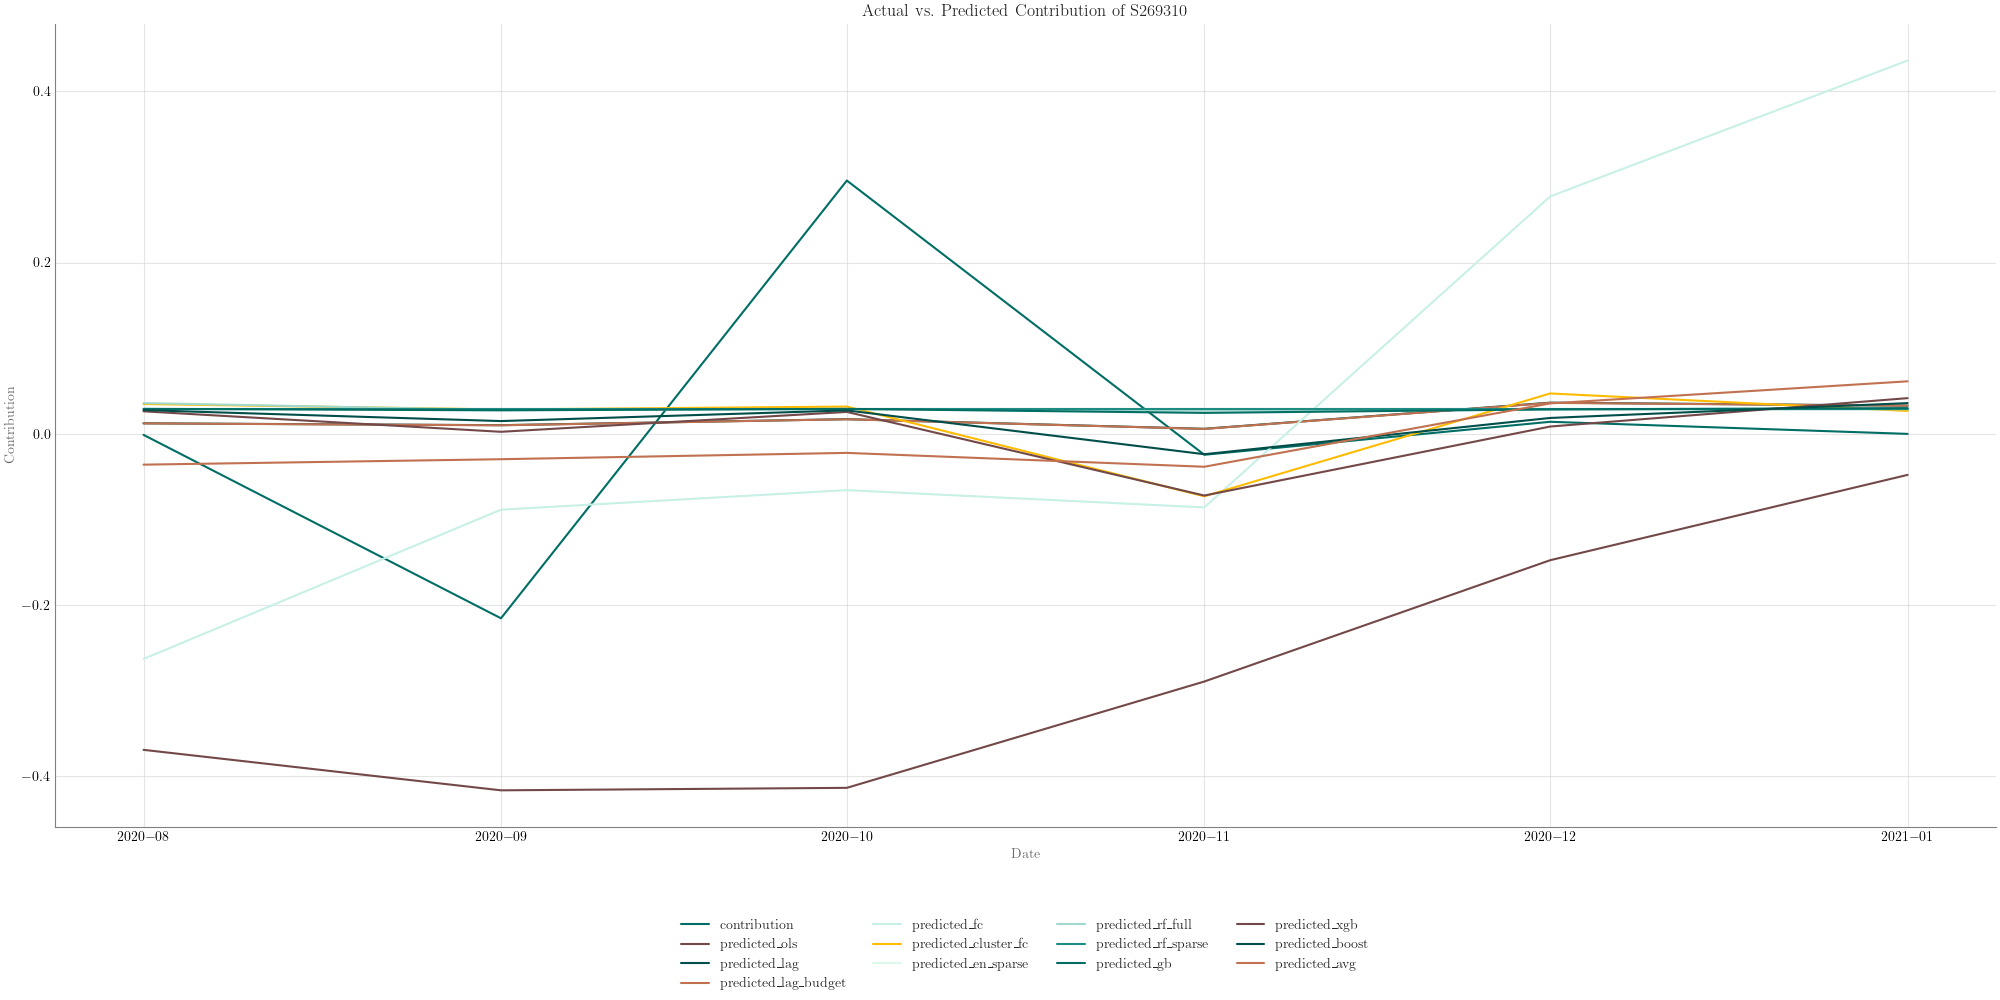 Actual vs. Predicted Contribution of S269310
Contribution
0.4
0.2
0.0
−0.2
−0.4
2020−08 2020−09 2020−10 2020−11 2020−12 2021−01
Date
contribution predicted_fc predicted_rf_full predicted_xgb
predicted_ols predicted_cluster_fc predicted_rf_sparse predicted_boost
predicted_lag predicted_en_sparse predicted_gb predicted_avg
predicted_lag_budget